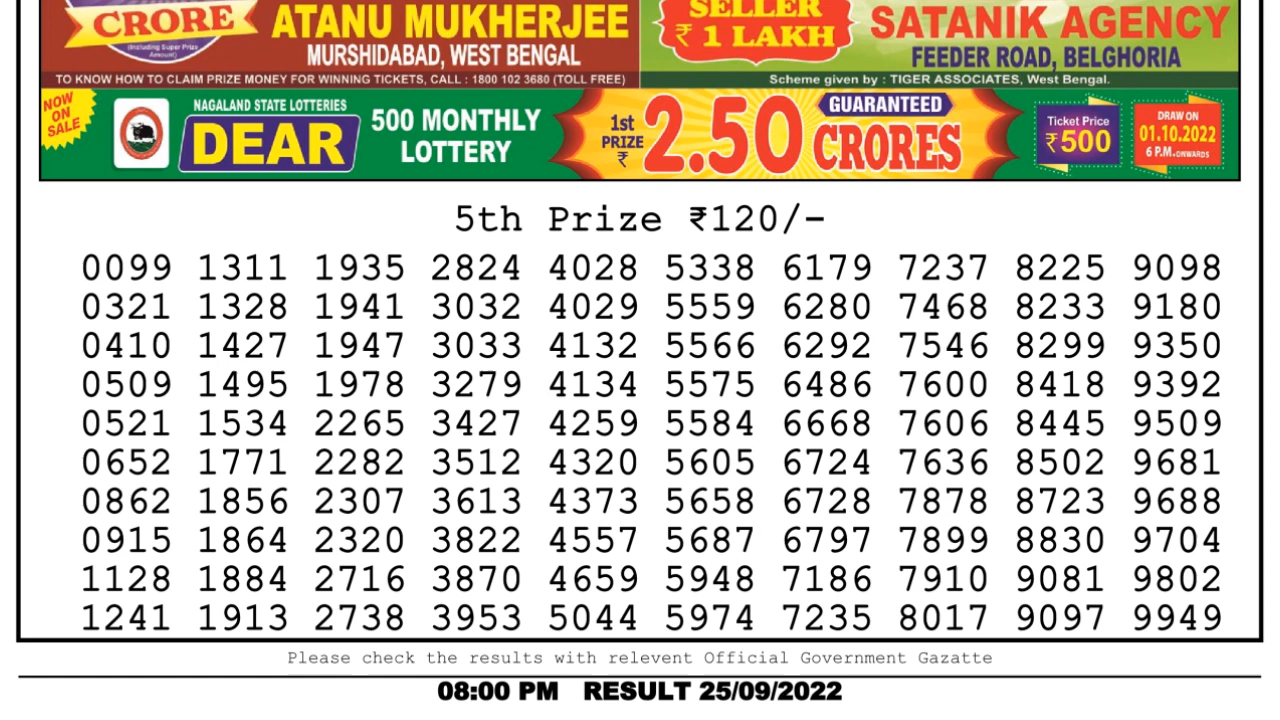 CRORE
(Including Super Prize
Amount)
ATANU MUKHERJEE
MURSHIDABAD, WEST BENGAL
SELLER
₹ 1 LAKH
SATANIK AGENCY
FEEDER ROAD, BELGHORIA
TO KNOW HOW TO CLAIM PRIZE MONEY FOR WINNING TICKETS, CALL : 1800 102 3680 (TOLL FREE)
Scheme given by : TIGER ASSOCIATES, West Bengal.
NOW
ON
SALE
NAGALAND STATE LOTTERIES
DEAR
500 MONTHLY
LOTTERY
1st
PRIZE
₹
2.50
GUARANTEED
CRORES
Ticket Price
₹500
DRAW ON
01.10.2022
6 P.M.ONWARDS
5th Prize ₹120/-
0099 1311 1935 2824 4028 5338 6179 7237 8225 9098
0321 1328 1941 3032 4029 5559 6280 7468 8233 9180
0410 1427 1947 3033 4132 5566 6292 7546 8299 9350
0509 1495 1978 3279 4134 5575 6486 7600 8418 9392
0521 1534 2265 3427 4259 5584 6668 7606 8445 9509
0652 1771 2282 3512 4320 5605 6724 7636 8502 9681
0862 1856 2307 3613 4373 5658 6728 7878 8723 9688
0915 1864 2320 3822 4557 5687 6797 7899 8830 9704
1128 1884 2716 3870 4659 5948 7186 7910 9081 9802
1241 1913 2738 3953 5044 5974 7235 8017 9097 9949
Please check the results with relevent Official Government Gazatte
08:00 PM RESULT 25/09/2022